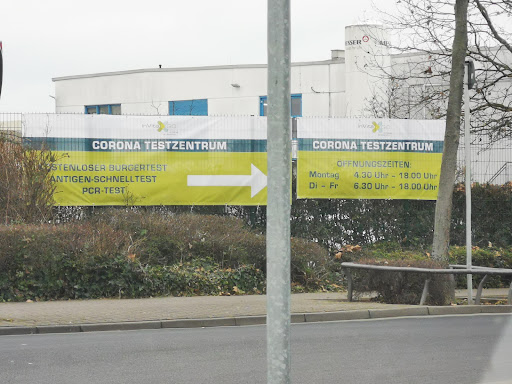 CORONA TESTZENTRUM
STENLOSER BÜRGERTEST
ANTIGEN-SCHNELLTEST
PCR-TEST
CORONA TESTZENTRUM
ÖFFNUNGSZEITEN:
Montag 4.30 Uhr – 18.00 Uhr
Di – Fr 6.30 Uhr – 18.00 Uhr